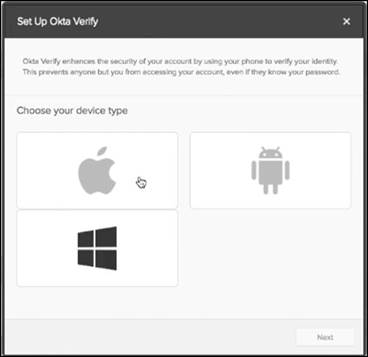 Set Up Okta Verify
Okta Verify enhances the security of your account by using your phone to verify your identity.
This prevents anyone but you from accessing your account, even if they know your password.
Choose your device type
Next